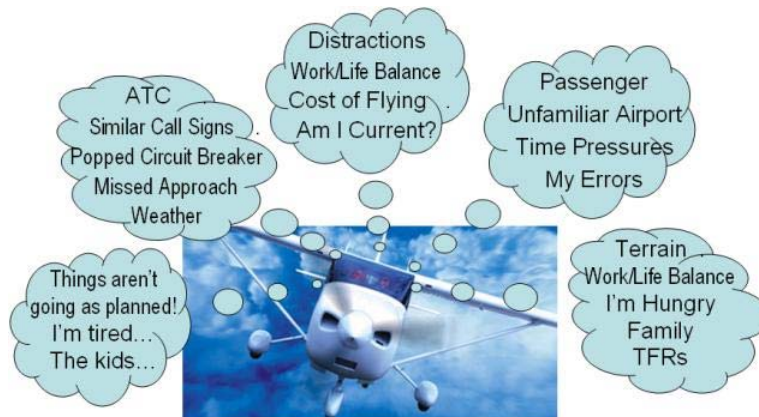 Distractions
Work/Life Balance
Cost of Flying .
Am I Current?
ATC
Similar Call Signs .
Popped Circuit Breaker
Missed Approach
Weather
Passenger
Unfamiliar Airport
Time Pressures
My Errors
Things aren't
going as planned!
I'm tired...
The kids...
Terrain
Work/Life Balance
I'm Hungry
Family
TFRs